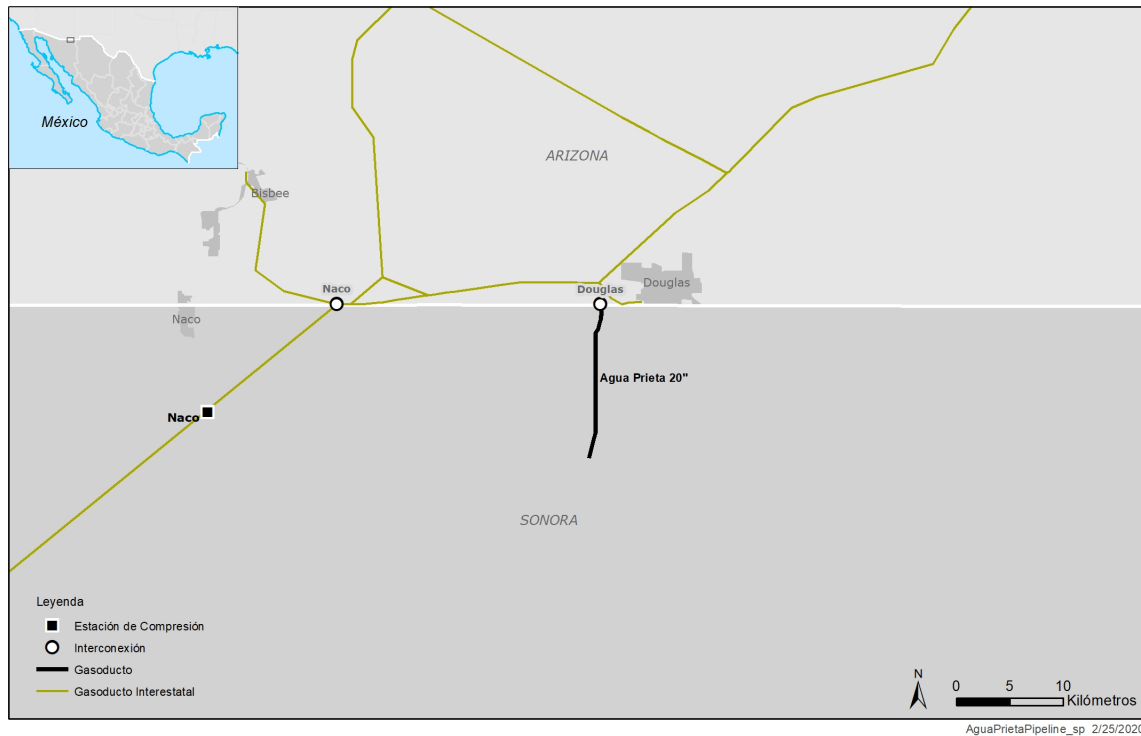 México
ARIZONA
Bisbee
Naco
Douglas
Douglas
Naco
Agua Prieta 20"
Naco
SONORA
Leyenda
Estación de Compresión
Interconexión
Gasoducto
Gasoducto Interestatal
N
0 5 10
Kilómetros
AguaPrietaPipeline_sp 2/25/2020